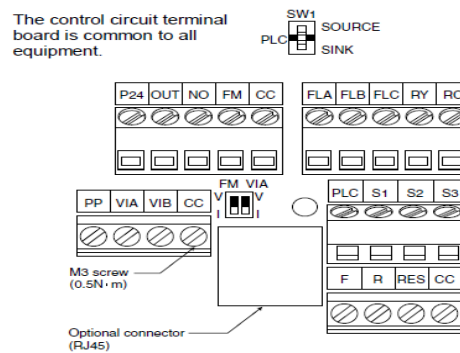 The control circuit terminal
board is common to all
equipment.
SW1
PLC
SOURCE
SINK
P24 OUT NO FM CC
FLA FLB FLC RY RC
FM VIA
V V
I I
PP VIA VIB CC
PLC S1 S2 S3
M3 screw
(0.5N·m)
F R RES CC
Optional connector
(RJ45)